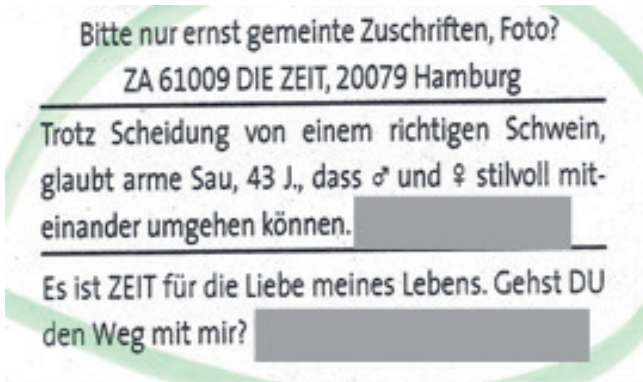 Bitte nur ernst gemeinte Zuschriften, Foto?
ZA 61009 DIE ZEIT, 20079 Hamburg
Trotz Scheidung von einem richtigen Schwein,
glaubt arme Sau, 43 J., dass ♂ und ♀ stilvoll mit-
einander umgehen können.
Es ist ZEIT für die Liebe meines Lebens. Gehst DU
den Weg mit mir?